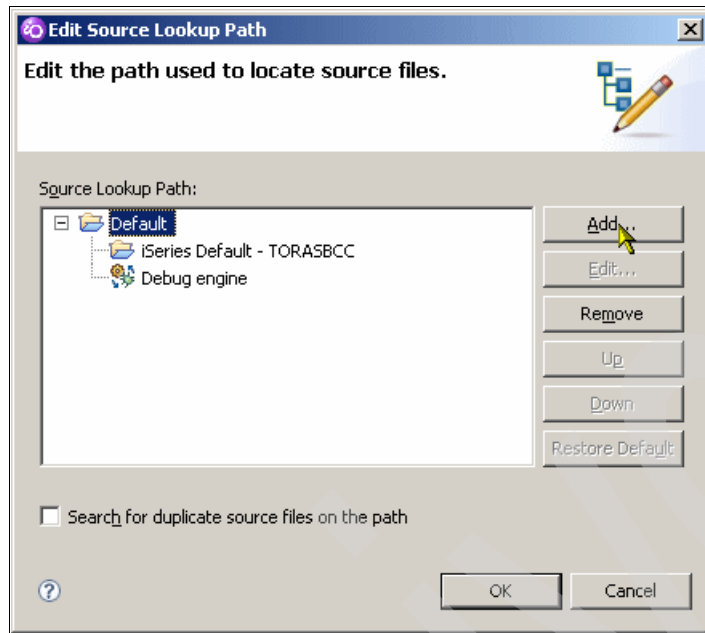 Edit Source Lookup Path
Edit the path used to locate source files.
Source Lookup Path:
Default
iSeries Default - TORASBCC
Debug engine
Add...
Edit...
Remove
Up
Down
Restore Default
Search for duplicate source files on the path
OK
Cancel